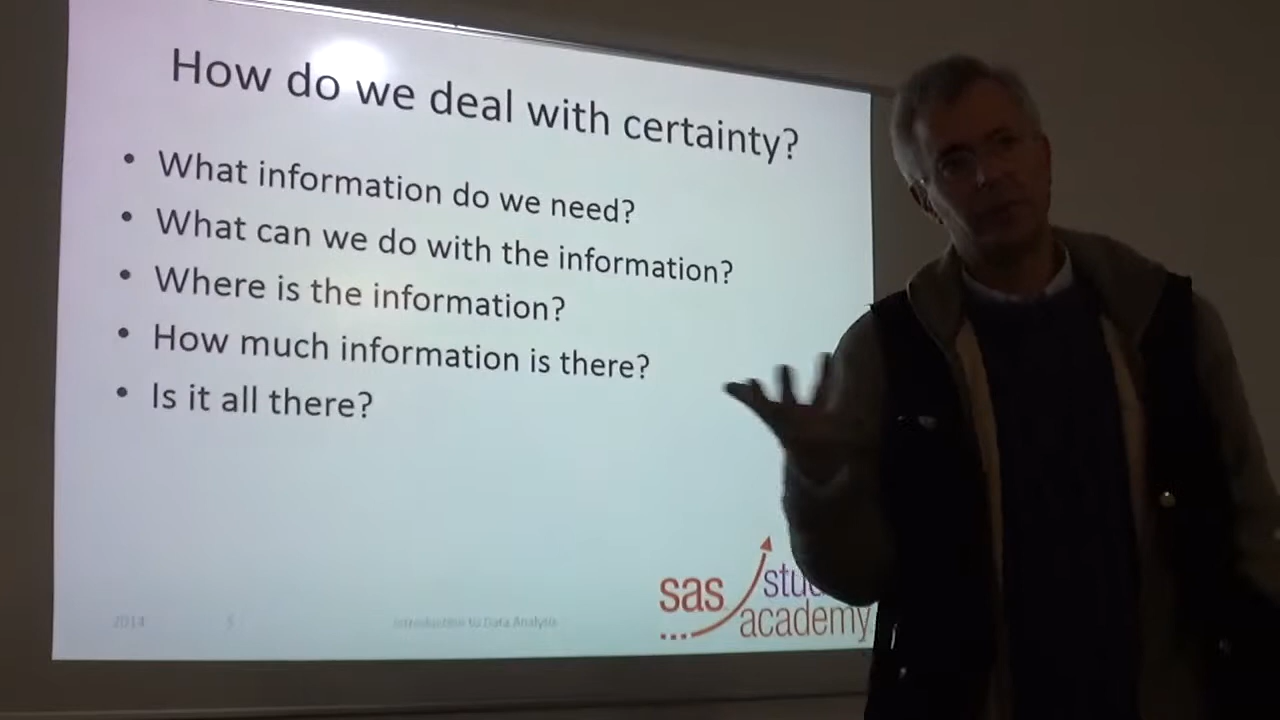 How do we deal with certainty?
• What information do we need?
• What can we do with the information?
• Where is the information?
• How much information is there?
• Is it all there?
2014 5 Introduction to Data Analysis
sas
academy